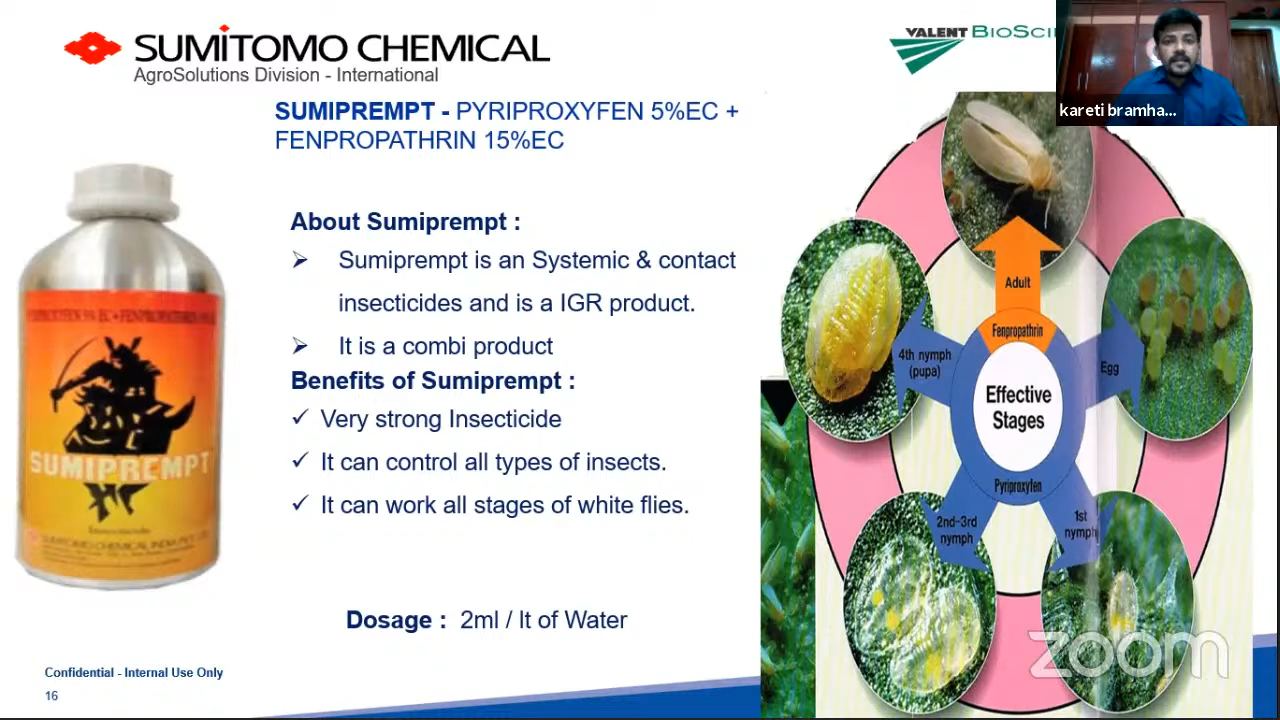 SUMITOMO CHEMICAL
AgroSolutions Division - International
VALENT
kareti bramha...
SUMIPREMPT - PYRIPROXYFEN 5%EC +
FENPROPATHRIN 15%EC
About Sumiprempt :
➢ Sumiprempt is an Systemic & contact
insecticides and is a IGR product.
➢ It is a combi product
Benefits of Sumiprempt :
✓ Very strong Insecticide
✓ It can control all types of insects.
✓ It can work all stages of white flies.
Dosage : 2ml / lt of Water
SUMIPREMPT
Adult
Fenpropathrin
4th nymph
(pupa)
Egg
Effective
Stages
Pyriproxyfen
2nd-3rd
nymph
1st
nymph
zoom
Confidential - Internal Use Only
16